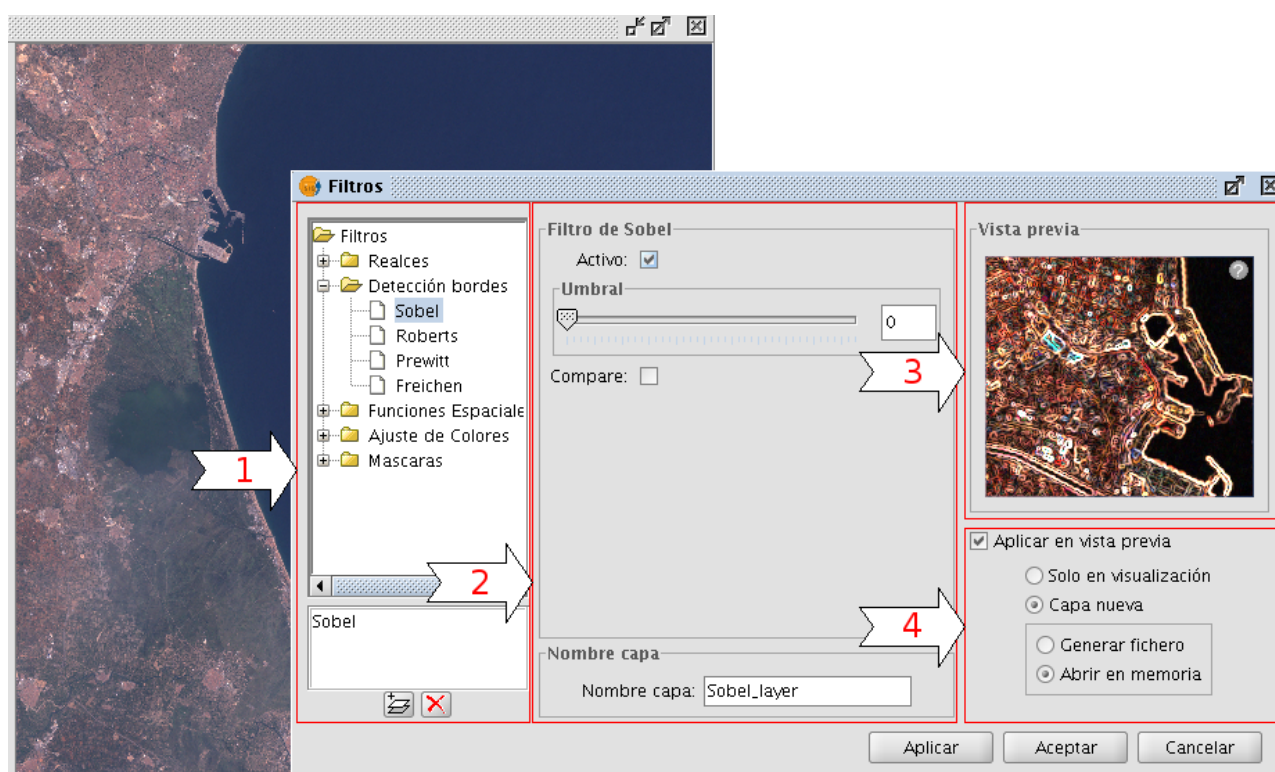 Filtros
Filtros
Realces
Detección bordes
Sobel
Roberts
Prewitt
Freichen
Funciones Espaciale
Ajuste de Colores
Mascaras
1
2
Sobel
Filtro de Sobel
Activo:
Umbral
0
Compare:
3
4
Nombre capa
Nombre capa: Sobel_layer
Vista previa
?
Aplicar en vista previa
Solo en visualización
Capa nueva
Generar fichero
Abrir en memoria
Aplicar
Aceptar
Cancelar